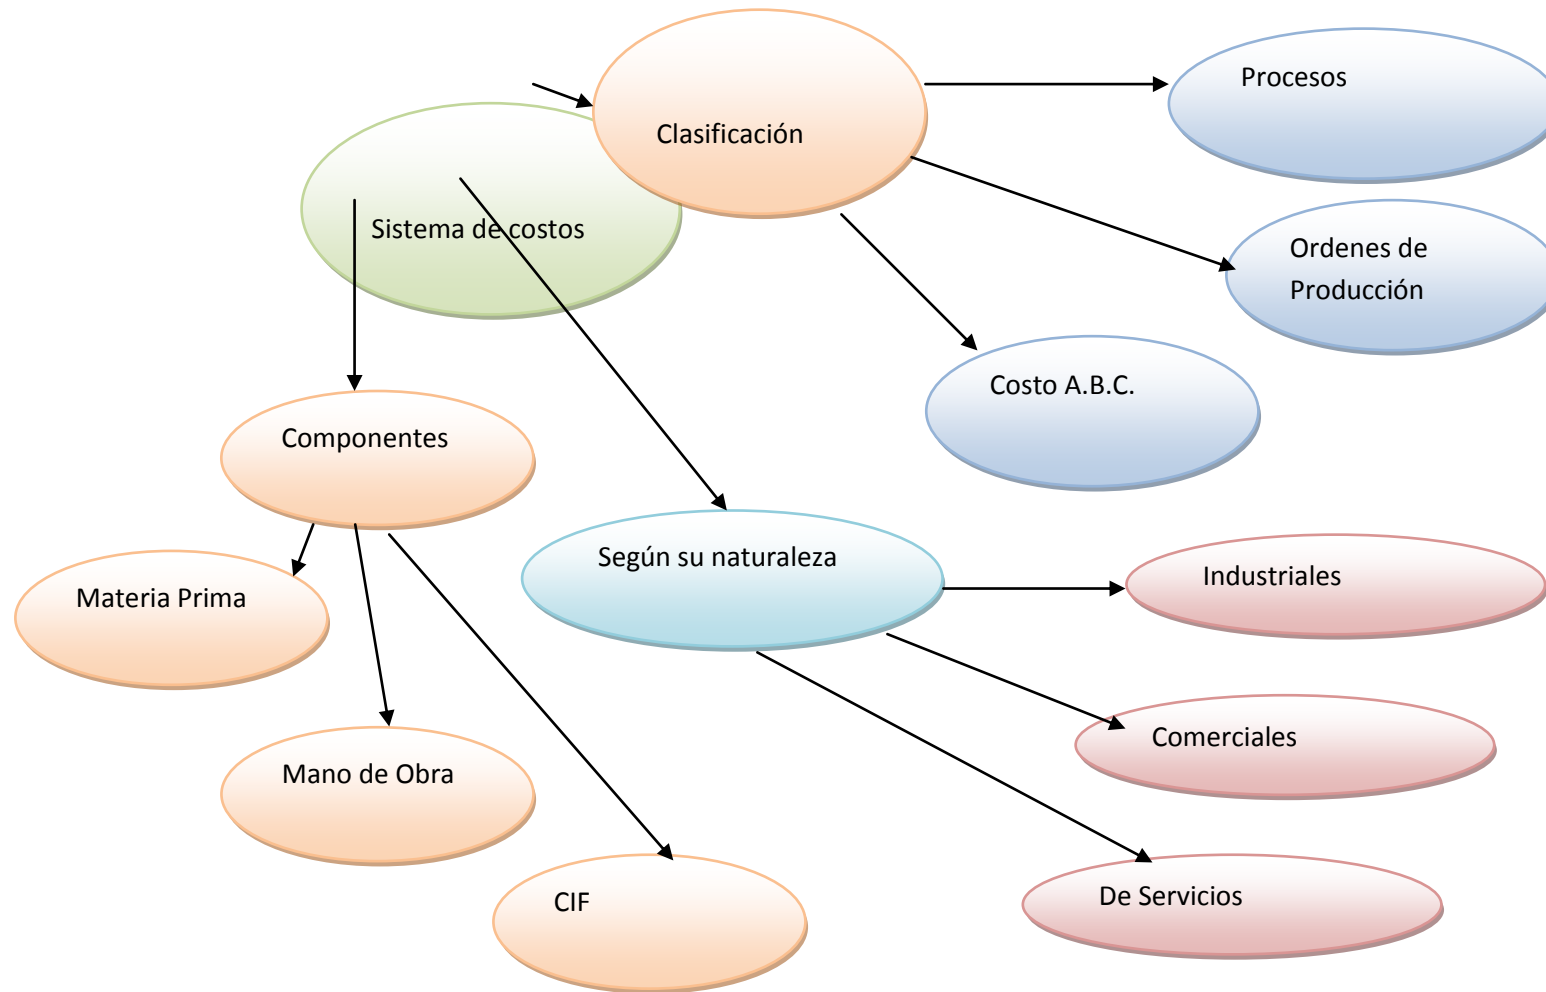 Clasificación
Procesos
Sistema de costos
Ordenes de
Producción
Costo A.B.C.
Componentes
Según su naturaleza
Industriales
Materia Prima
Comerciales
Mano de Obra
CIF
De Servicios